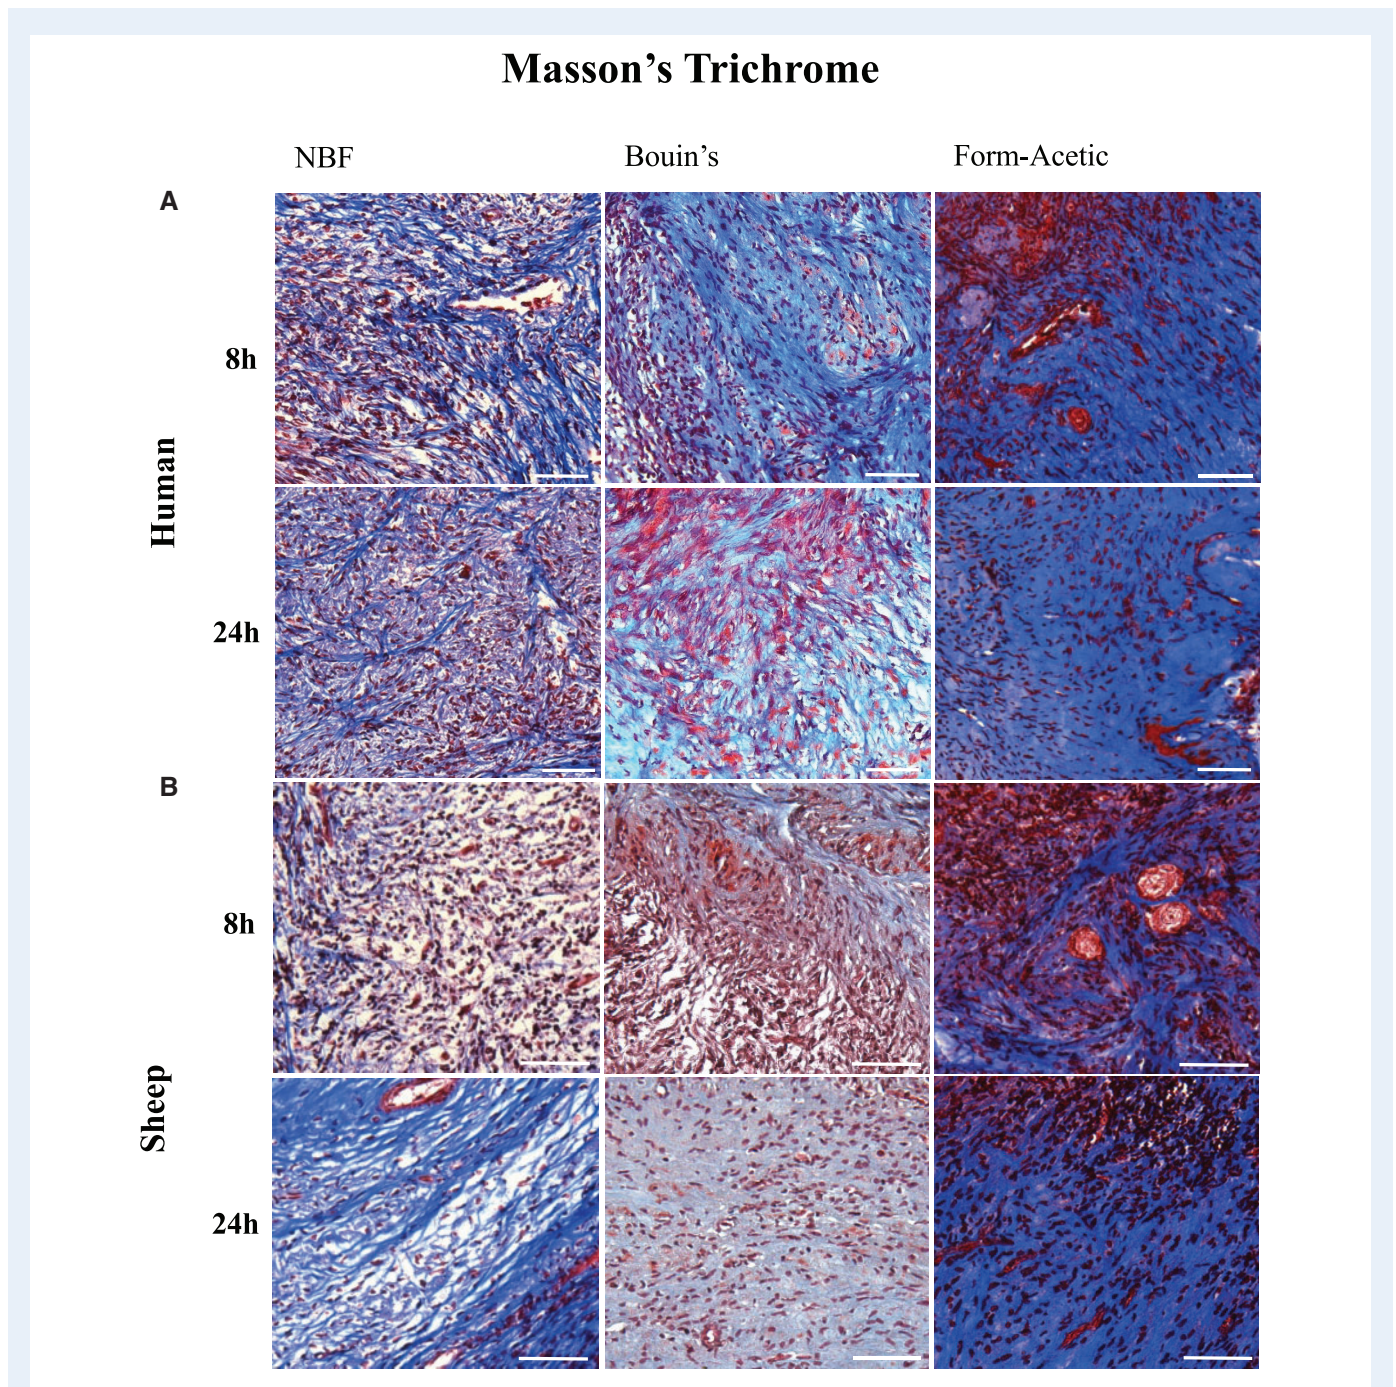 Masson’s Trichrome
NBF
Bouin’s
Form-Acetic
A
Human
8h
24h
B
Sheep
8h
24h